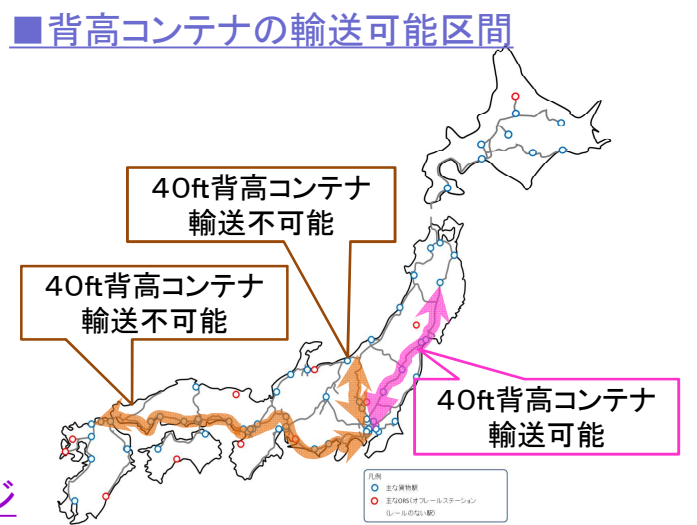 ■背高コンテナの輸送可能区間
40ft背高コンテナ
輸送不可能
40ft背高コンテナ
輸送不可能
40ft背高コンテナ
輸送可能
ジ
凡例
主な貨物駅
主なORS(オフレールステーション
(レールのない駅)